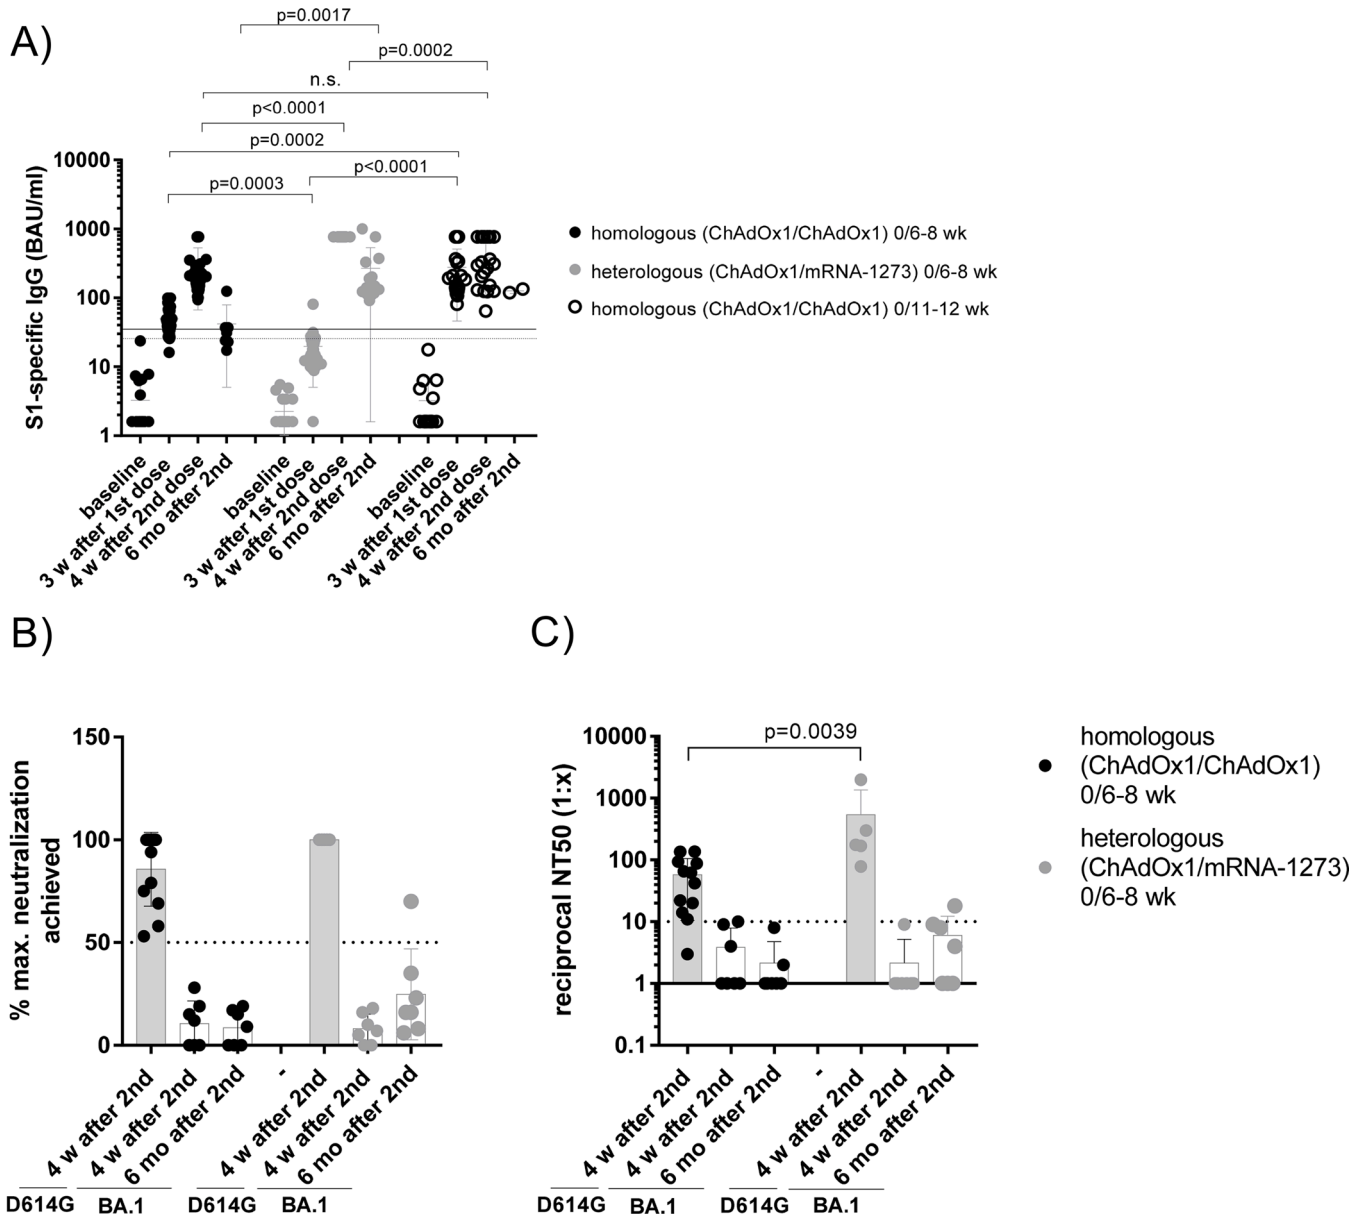 A)
p=0.0017
p=0.0002
n.s.
p<0.0001
p=0.0002
p<0.0001
p=0.0003
S1-specific IgG (BAU/ml)
10000
1000
100
10
1
homologous (ChAdOx1/ChAdOx1) 0/6-8 wk
heterologous (ChAdOx1/mRNA-1273) 0/6-8 wk
homologous (ChAdOx1/ChAdOx1) 0/11-12 wk
baseline
3 w after 1st dose
4 w after 2nd dose
6 mo after 2nd
baseline
3 w after 1st dose
4 w after 2nd dose
6 mo after 2nd
baseline
3 w after 1st dose
4 w after 2nd dose
6 mo after 2nd
B)
% max. neutralization
achieved
150
100
50
0
4 w after 2nd
4 w after 2nd
6 mo after 2nd
-
4 w after 2nd
4 w after 2nd
6 mo after 2nd
D614G
BA.1
D614G
BA.1
C)
reciprocal NT50 (1:x)
10000
1000
100
10
1
0.1
p=0.0039
4 w after 2nd
4 w after 2nd
6 mo after 2nd
-
4 w after 2nd
4 w after 2nd
6 mo after 2nd
D614G
BA.1
D614G
BA.1
homologous
(ChAdOx1/ChAdOx1)
0/6-8 wk
heterologous
(ChAdOx1/mRNA-1273)
0/6-8 wk